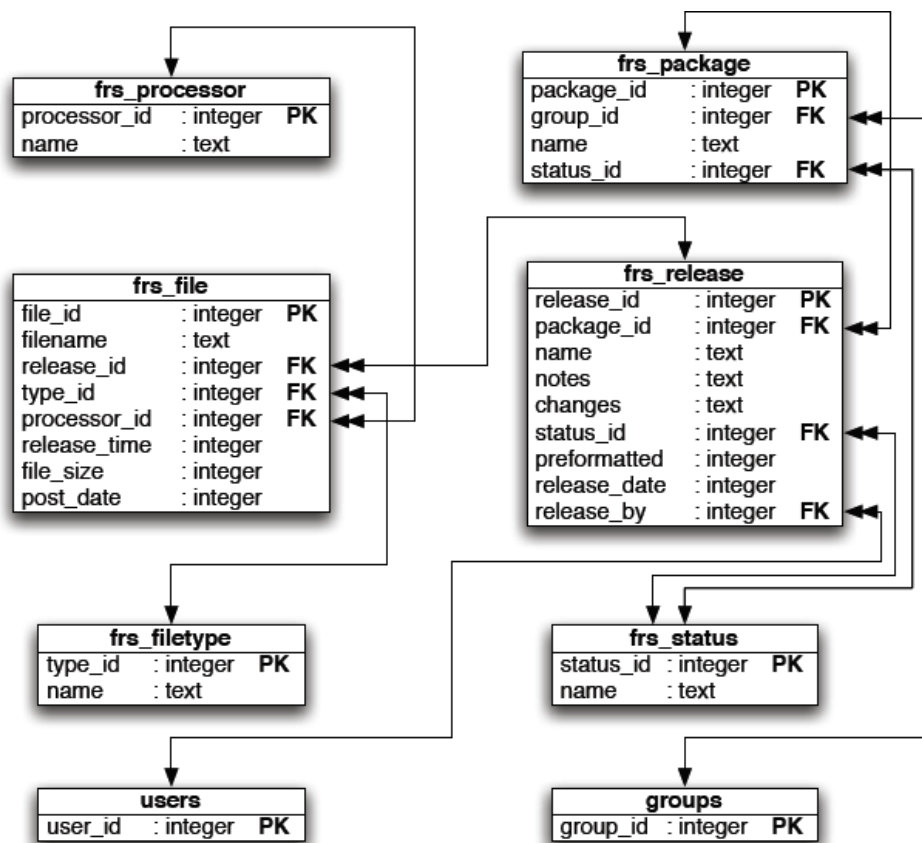 frs_processor
processor_id : integer PK
name : text
frs_package
package_id : integer PK
group_id : integer FK
name : text
status_id : integer FK
frs_file
file_id : integer PK
filename : text
release_id : integer FK
type_id : integer FK
processor_id : integer FK
release_time : integer
file_size : integer
post_date : integer
frs_release
release_id : integer PK
package_id : integer FK
name : text
notes : text
changes : text
status_id : integer FK
preformatted : integer
release_date : integer
release_by : integer FK
frs_filetype
type_id : integer PK
name : text
frs_status
status_id : integer PK
name : text
users
user_id : integer PK
groups
group_id : integer PK